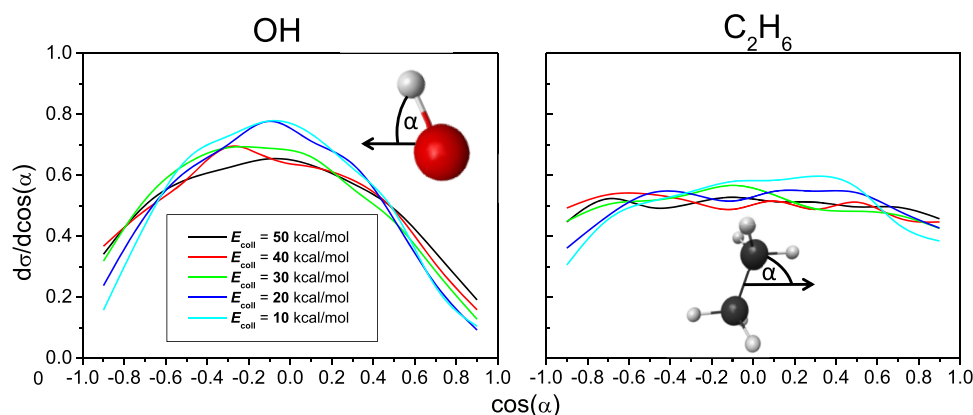 OH
C2H6
dσ/dcos(α)
1.0
0.8
0.6
0.4
0.2
0.0
0
α
Ecoll = 50 kcal/mol
Ecoll = 40 kcal/mol
Ecoll = 30 kcal/mol
Ecoll = 20 kcal/mol
Ecoll = 10 kcal/mol
α
-1.0 -0.8 -0.6 -0.4 -0.2 0.0 0.2 0.4 0.6 0.8 1.0
-1.0 -0.8 -0.6 -0.4 -0.2 0.0 0.2 0.4 0.6 0.8 1.0
cos(α)